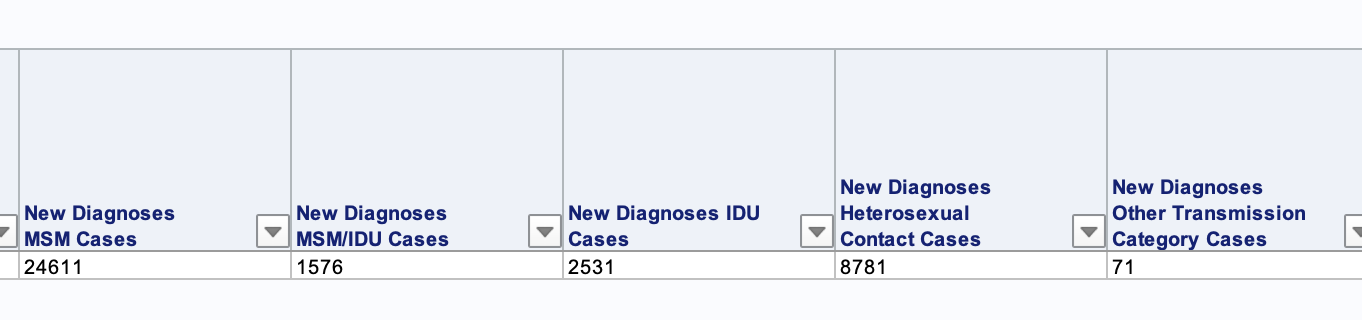 New Diagnoses
MSM Cases
New Diagnoses
MSM/IDU Cases
New Diagnoses IDU
Cases
New Diagnoses
Heterosexual
Contact Cases
New Diagnoses
Other Transmission
Category Cases
24611
1576
2531
8781
71